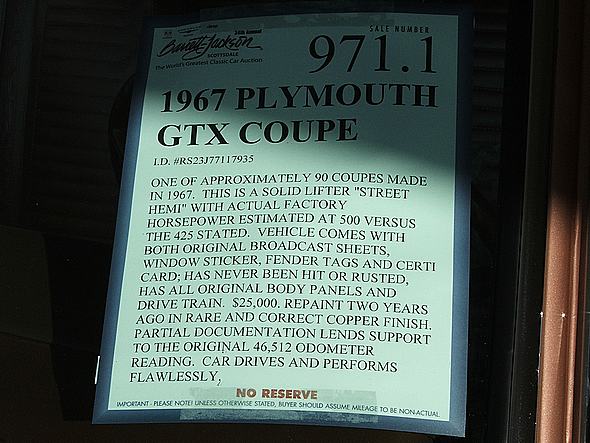 34th Annual
Barrett-Jackson
SCOTTSDALE
The World's Greatest Classic Car Auction
SALE NUMBER
971.1
1967 PLYMOUTH
GTX COUPE
I.D. #RS23J77117935
ONE OF APPROXIMATELY 90 COUPES MADE
IN 1967. THIS IS A SOLID LIFTER "STREET
HEMI" WITH ACTUAL FACTORY
HORSEPOWER ESTIMATED AT 500 VERSUS
THE 425 STATED. VEHICLE COMES WITH
BOTH ORIGINAL BROADCAST SHEETS,
WINDOW STICKER, FENDER TAGS AND CERTI
CARD; HAS NEVER BEEN HIT OR RUSTED,
HAS ALL ORIGINAL BODY PANELS AND
DRIVE TRAIN. $25,000. REPAINT TWO YEARS
AGO IN RARE AND CORRECT COPPER FINISH.
PARTIAL DOCUMENTATION LENDS SUPPORT
TO THE ORIGINAL 46,512 ODOMETER
READING. CAR DRIVES AND PERFORMS
FLAWLESSLY.
NO RESERVE
IMPORTANT - PLEASE NOTE! UNLESS OTHERWISE STATED, BUYER SHOULD ASSUME MILEAGE TO BE NON-ACTUAL.